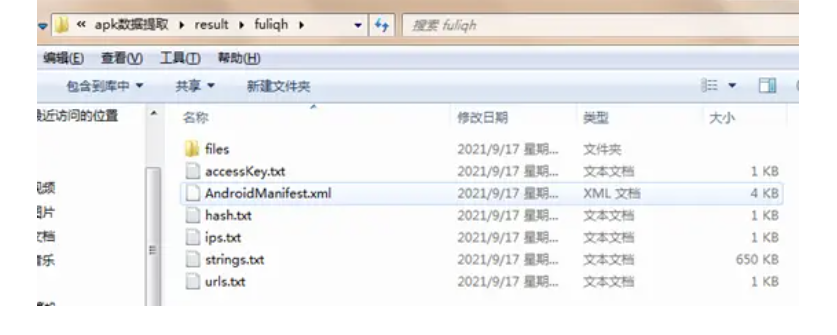 « apk数据提取 ▸ result ▸ fuliqh ▸ 搜索 fuliqh
编辑(E) 查看(V) 工具(T) 帮助(H)
包含到库中 ▼ 共享 ▼ 新建文件夹
最近访问的位置
名称 修改日期 类型 大小
files 2021/9/17 星期... 文件夹
accessKey.txt 2021/9/17 星期... 文本文档 1 KB
视频 AndroidManifest.xml 2021/9/17 星期... XML 文档 4 KB
图片 hash.txt 2021/9/17 星期... 文本文档 1 KB
文档 ips.txt 2021/9/17 星期... 文本文档 1 KB
音乐 strings.txt 2021/9/17 星期... 文本文档 650 KB
urls.txt 2021/9/17 星期... 文本文档 1 KB